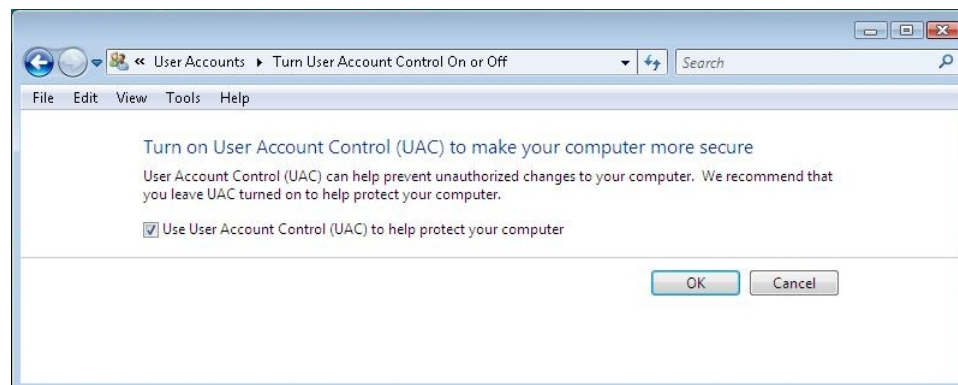 « User Accounts ▸ Turn User Account Control On or Off
Search
File Edit View Tools Help
Turn on User Account Control (UAC) to make your computer more secure
User Account Control (UAC) can help prevent unauthorized changes to your computer. We recommend that
you leave UAC turned on to help protect your computer.
Use User Account Control (UAC) to help protect your computer
OK Cancel